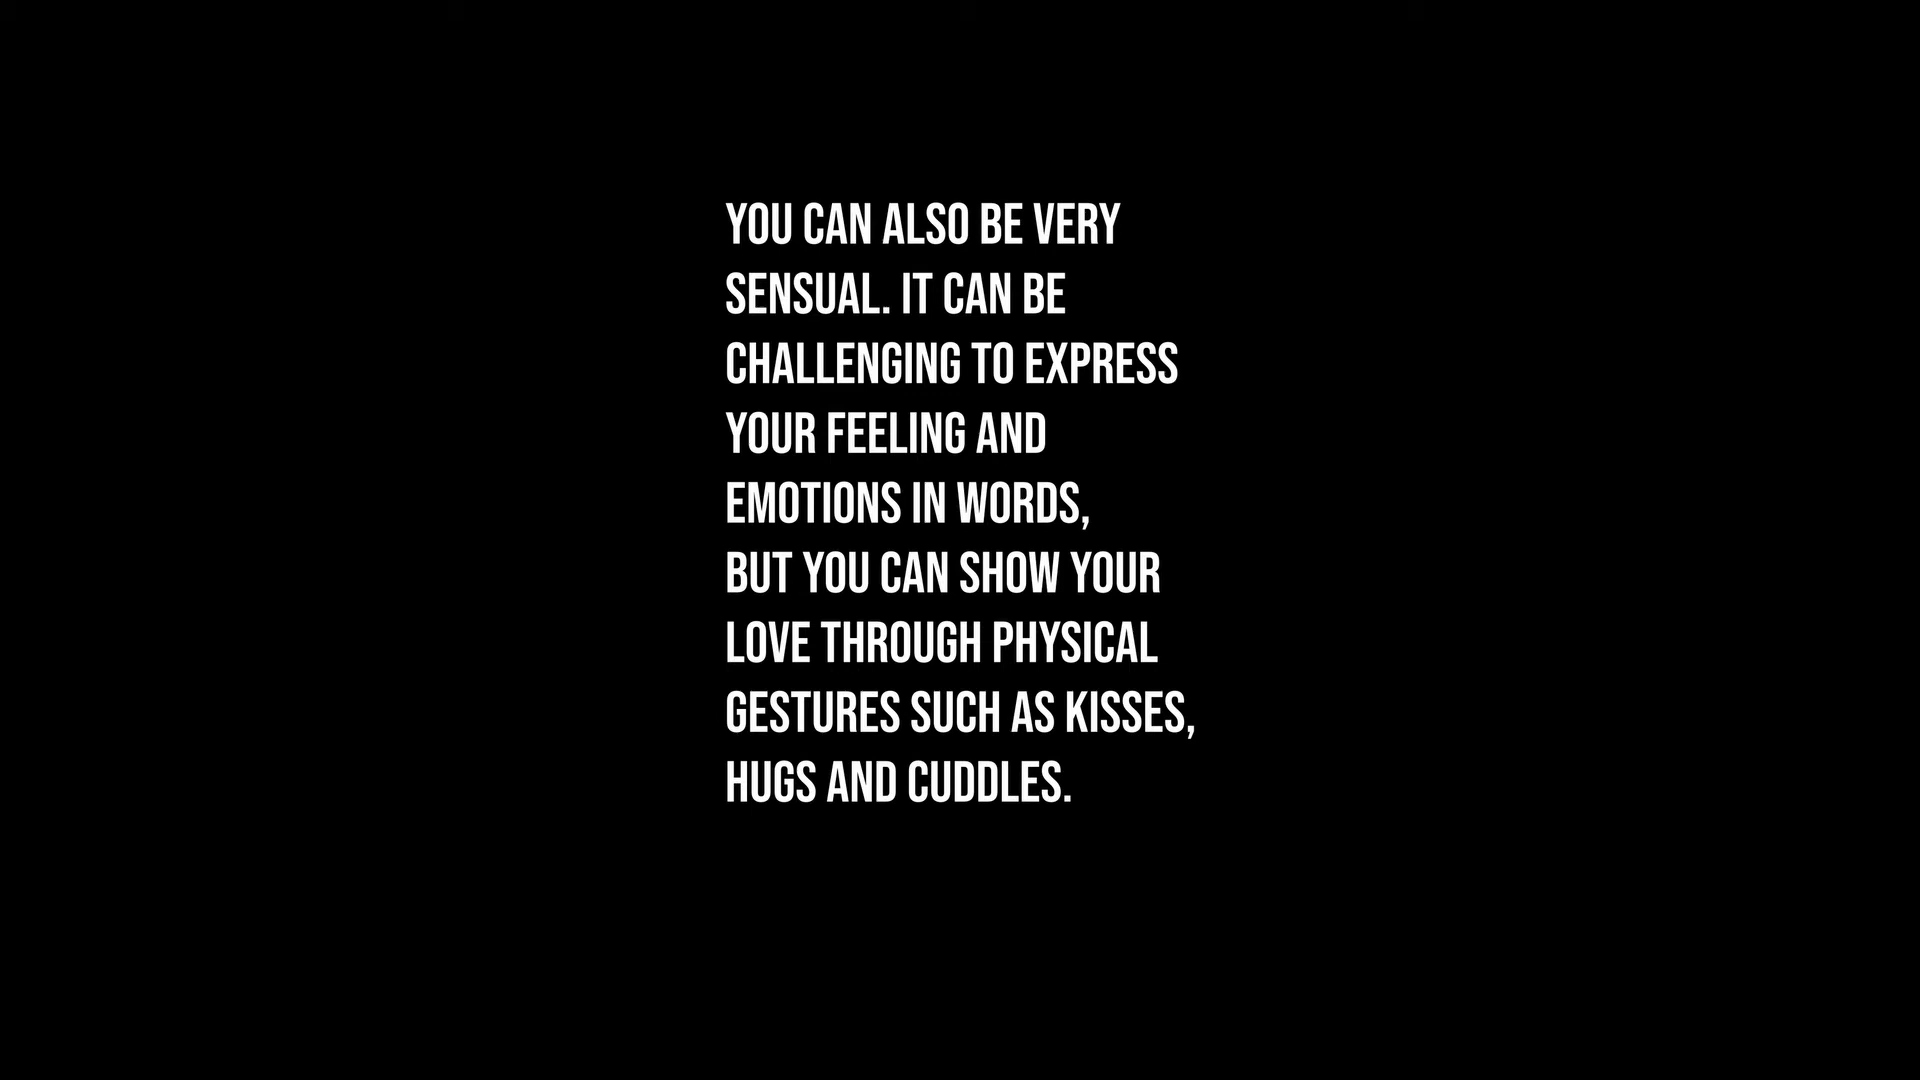 YOU CAN ALSO BE VERY
SENSUAL. IT CAN BE
CHALLENGING TO EXPRESS
YOUR FEELING AND
EMOTIONS IN WORDS,
BUT YOU CAN SHOW YOUR
LOVE THROUGH PHYSICAL
GESTURES SUCH AS KISSES,
HUGS AND CUDDLES.